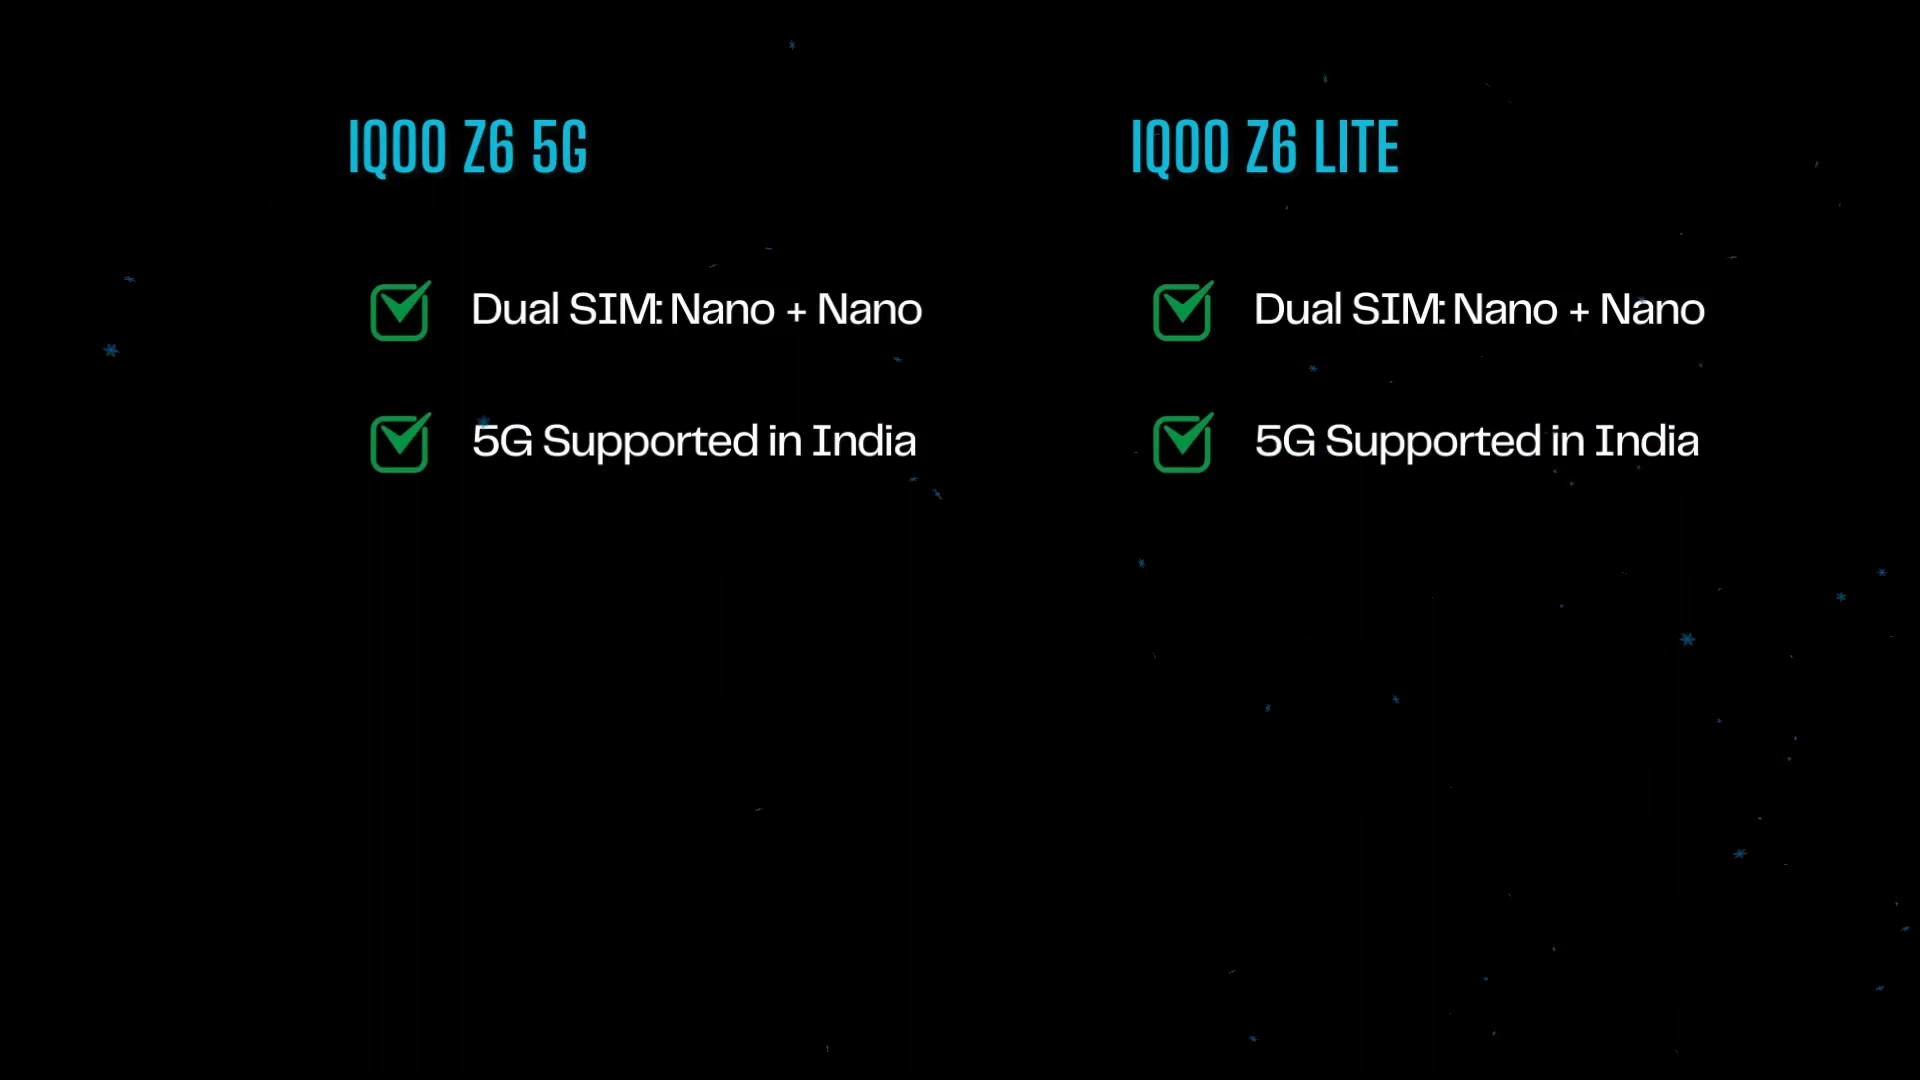 IQOO Z6 5G
Dual SIM: Nano + Nano
5G Supported in India
IQOO Z6 LITE
Dual SIM: Nano + Nano
5G Supported in India